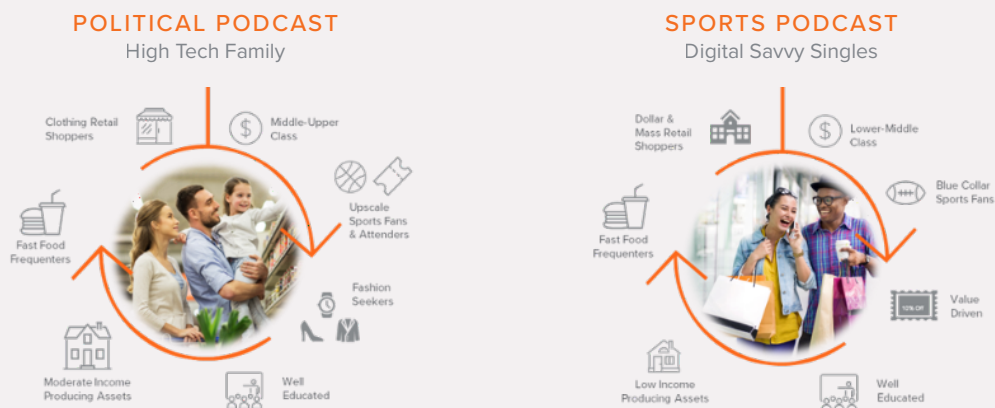 POLITICAL PODCAST
High Tech Family
Clothing Retail
Shoppers
Middle-Upper
Class
Upscale
Sports Fans
& Attenders
Fast Food
Frequenters
Fashion
Seekers
Moderate Income
Producing Assets
Well
Educated
SPORTS PODCAST
Digital Savvy Singles
Dollar &
Mass Retail
Shoppers
Lower-Middle
Class
Blue Collar
Sports Fans
Fast Food
Frequenters
Value
Driven
10% OFF
Low Income
Producing Assets
Well
Educated